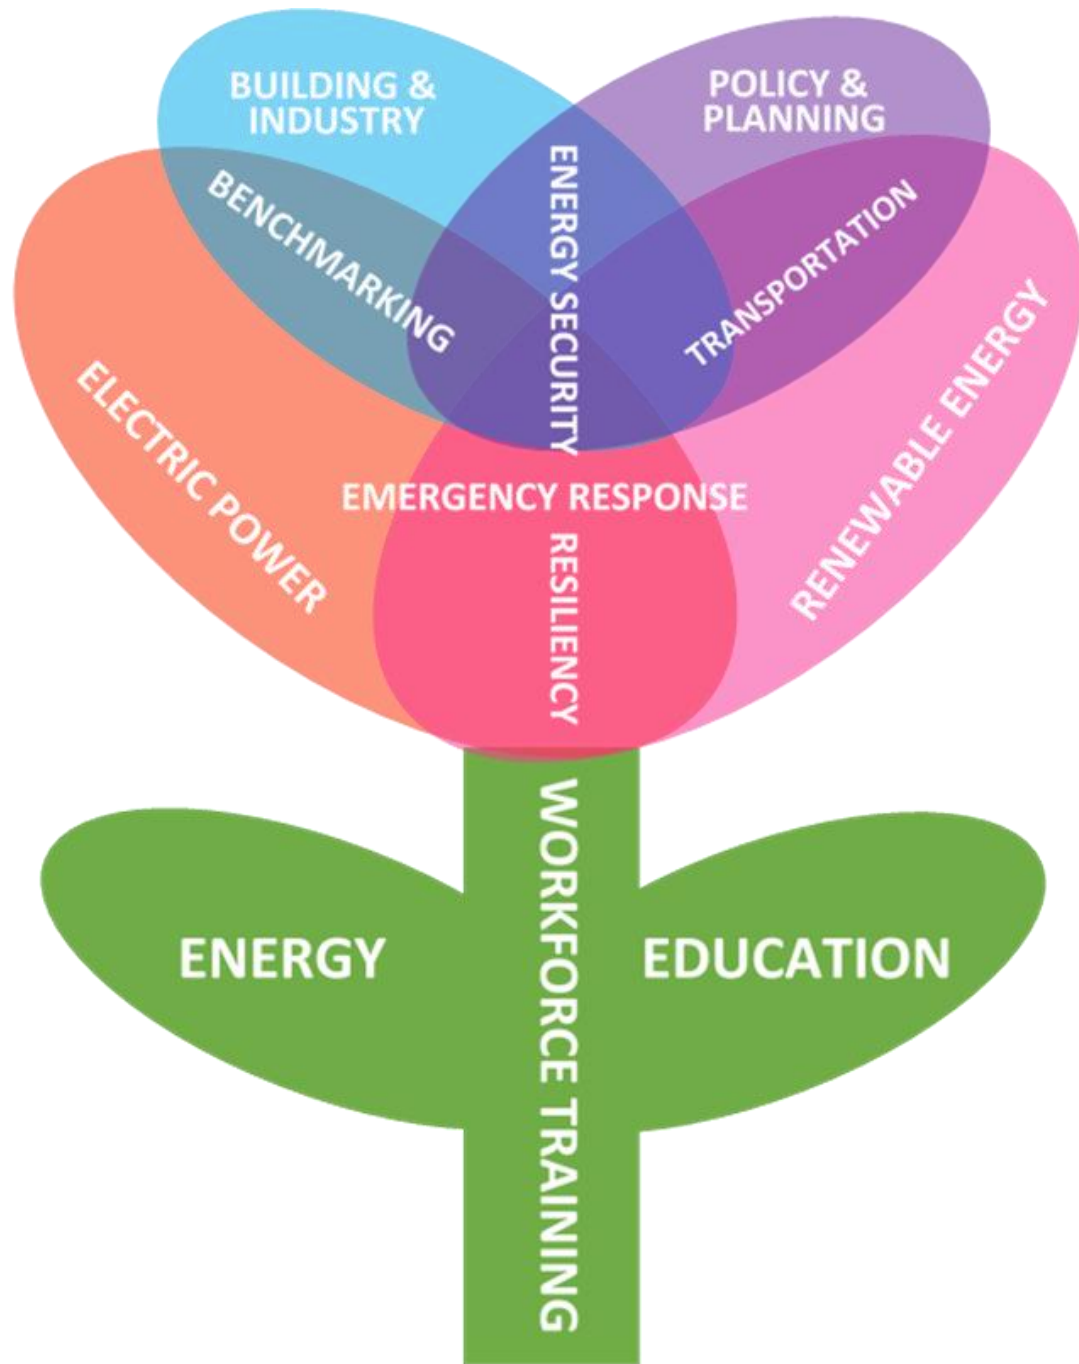 BUILDING &
INDUSTRY
POLICY &
PLANNING
BENCHMARKING
ENERGY SECURITY
TRANSPORTATION
ELECTRIC POWER
RENEWABLE ENERGY
EMERGENCY RESPONSE
RESILIENCY
WORKFORCE TRAINING
ENERGY
EDUCATION